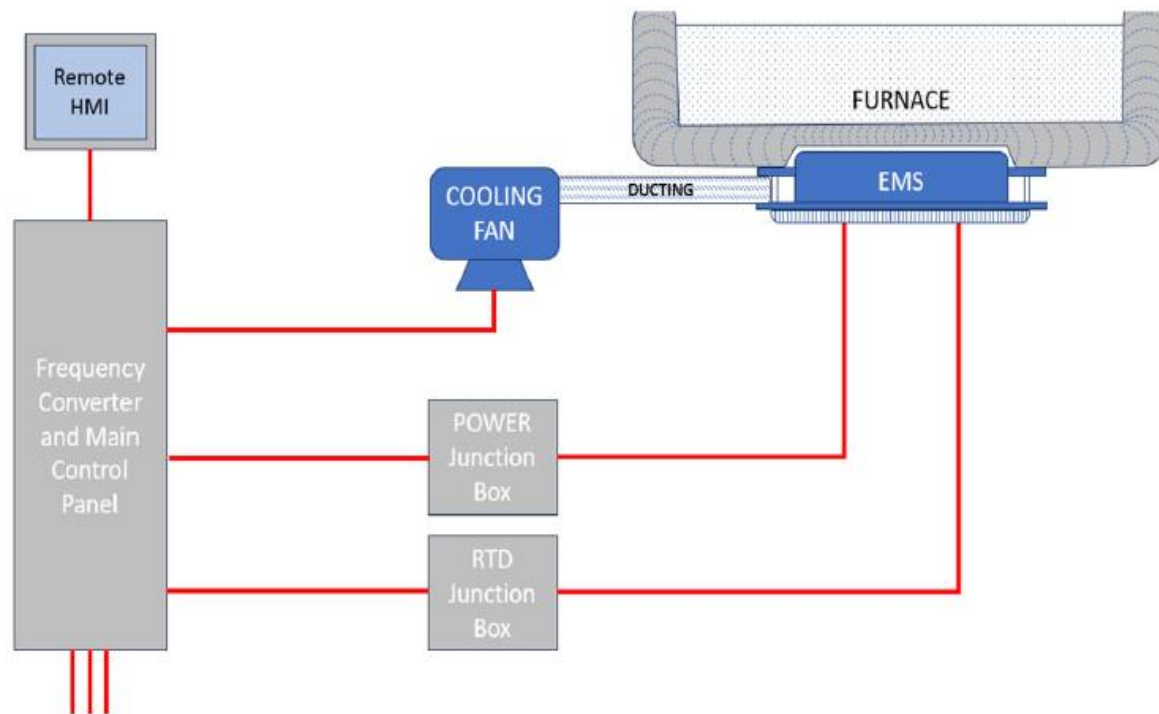 Remote
HMI
FURNACE
EMS
COOLING
FAN
DUCTING
Frequency
Converter
and Main
Control
Panel
POWER
Junction
Box
RTD
Junction
Box